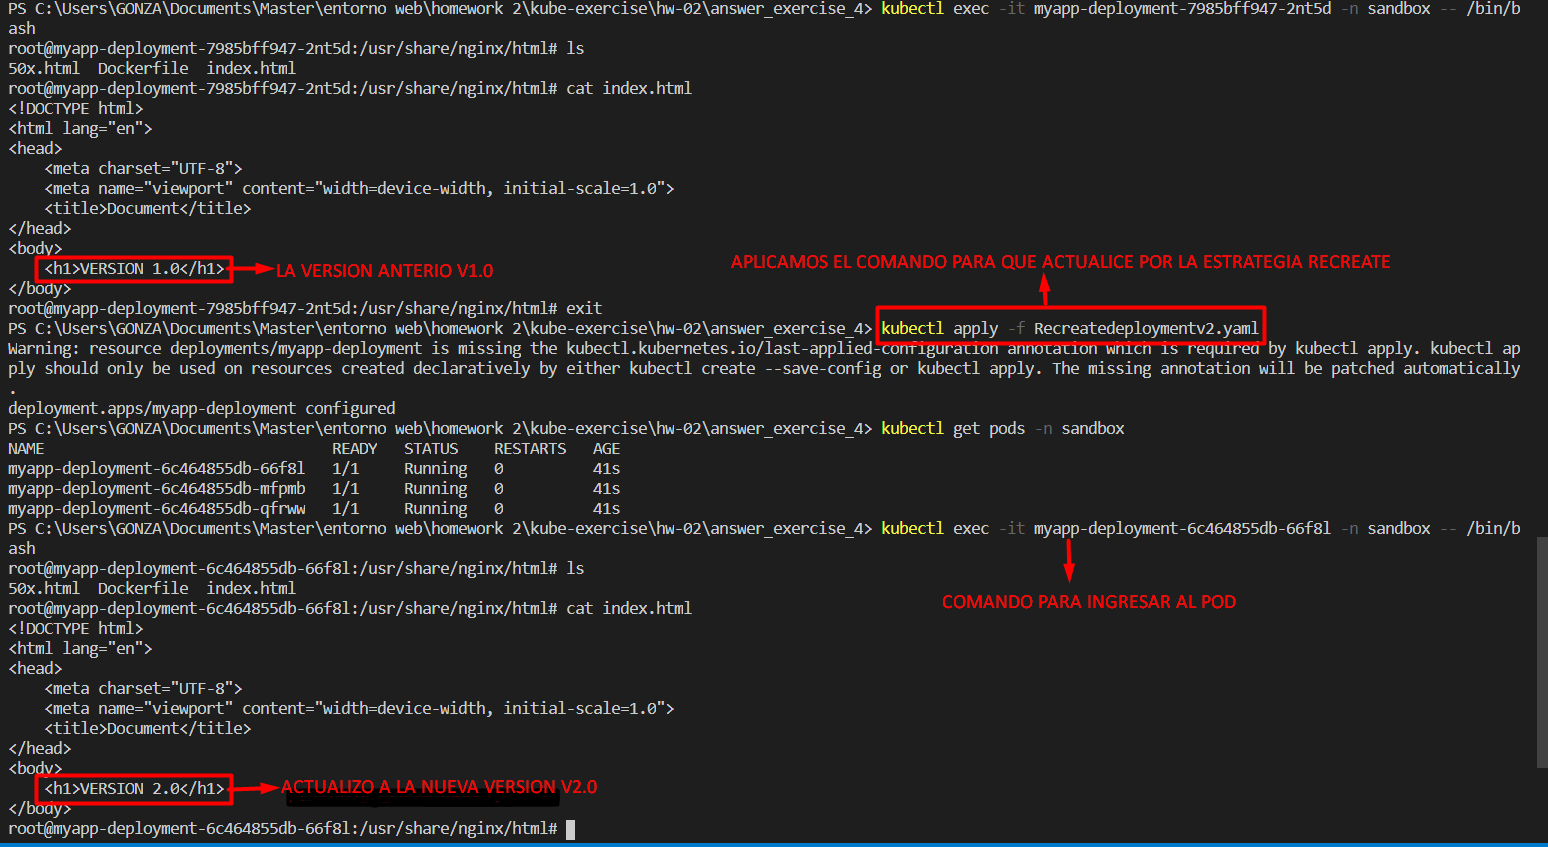 PS C:\Users\GONZA\Documents\Master\entorno web\homework 2\kube-exercise\hw-02\answer_exercise_4> kubectl exec -it myapp-deployment-7985bff947-2nt5d -n sandbox -- /bin/b
ash
root@myapp-deployment-7985bff947-2nt5d:/usr/share/nginx/html# ls
50x.html  Dockerfile  index.html
root@myapp-deployment-7985bff947-2nt5d:/usr/share/nginx/html# cat index.html
<!DOCTYPE html>
<html lang="en">
<head>
    <meta charset="UTF-8">
    <meta name="viewport" content="width=device-width, initial-scale=1.0">
    <title>Document</title>
</head>
<body>
    <h1>VERSION 1.0</h1> LA VERSION ANTERIO V1.0
APLICAMOS EL COMANDO PARA QUE ACTUALICE POR LA ESTRATEGIA RECREATE
</body>
root@myapp-deployment-7985bff947-2nt5d:/usr/share/nginx/html# exit
PS C:\Users\GONZA\Documents\Master\entorno web\homework 2\kube-exercise\hw-02\answer_exercise_4> kubectl apply -f Recreatedeploymentv2.yaml
Warning: resource deployments/myapp-deployment is missing the kubectl.kubernetes.io/last-applied-configuration annotation which is required by kubectl apply. kubectl ap
ply should only be used on resources created declaratively by either kubectl create --save-config or kubectl apply. The missing annotation will be patched automatically
.
deployment.apps/myapp-deployment configured
PS C:\Users\GONZA\Documents\Master\entorno web\homework 2\kube-exercise\hw-02\answer_exercise_4> kubectl get pods -n sandbox
NAME                                READY   STATUS    RESTARTS   AGE
myapp-deployment-6c464855db-66f8l   1/1     Running   0          41s
myapp-deployment-6c464855db-mfpmb   1/1     Running   0          41s
myapp-deployment-6c464855db-qfrww   1/1     Running   0          41s
PS C:\Users\GONZA\Documents\Master\entorno web\homework 2\kube-exercise\hw-02\answer_exercise_4> kubectl exec -it myapp-deployment-6c464855db-66f8l -n sandbox -- /bin/b
ash
root@myapp-deployment-6c464855db-66f8l:/usr/share/nginx/html# ls
50x.html  Dockerfile  index.html
root@myapp-deployment-6c464855db-66f8l:/usr/share/nginx/html# cat index.html
COMANDO PARA INGRESAR AL POD
<!DOCTYPE html>
<html lang="en">
<head>
    <meta charset="UTF-8">
    <meta name="viewport" content="width=device-width, initial-scale=1.0">
    <title>Document</title>
</head>
<body>
    <h1>VERSION 2.0</h1> ACTUALIZO A LA NUEVA VERSION V2.0
</body>
root@myapp-deployment-6c464855db-66f8l:/usr/share/nginx/html#